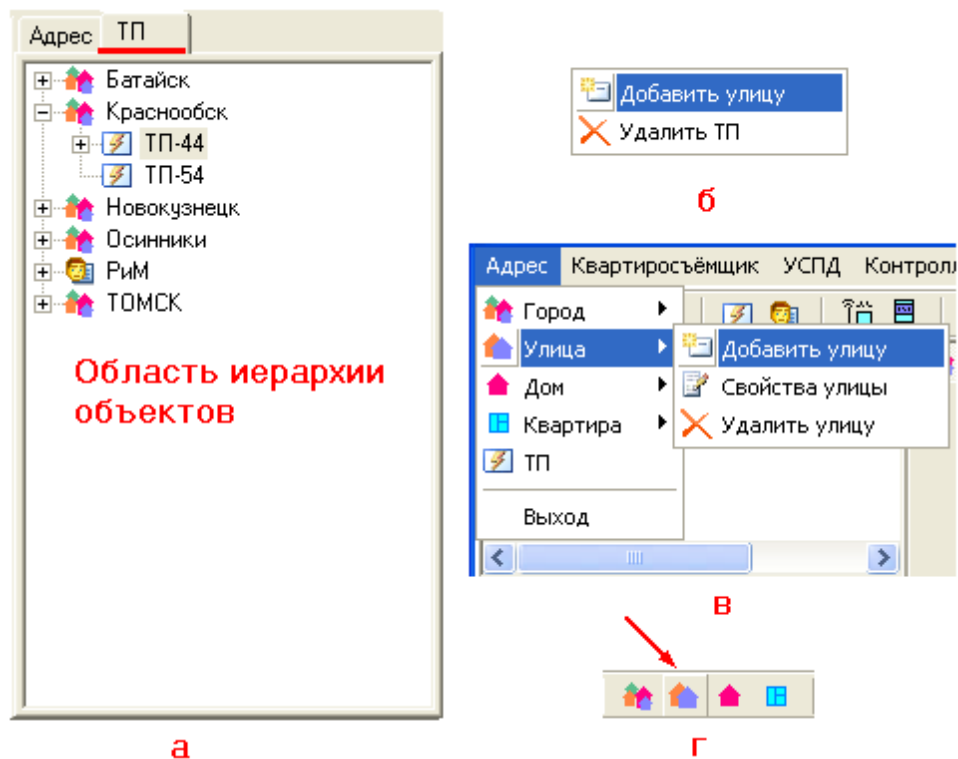 Адрес ТП
Батайск
Краснообск
ТП-44
ТП-54
Новокузнецк
Осинники
РиМ
ТОМСК
Область иерархии
объектов
а
Добавить улицу
Удалить ТП
б
Адрес Квартиросъёмщик УСПД
Город
Улица
Дом
Квартира
ТП
Выход
Добавить улицу
Свойства улицы
Удалить улицу
в
г